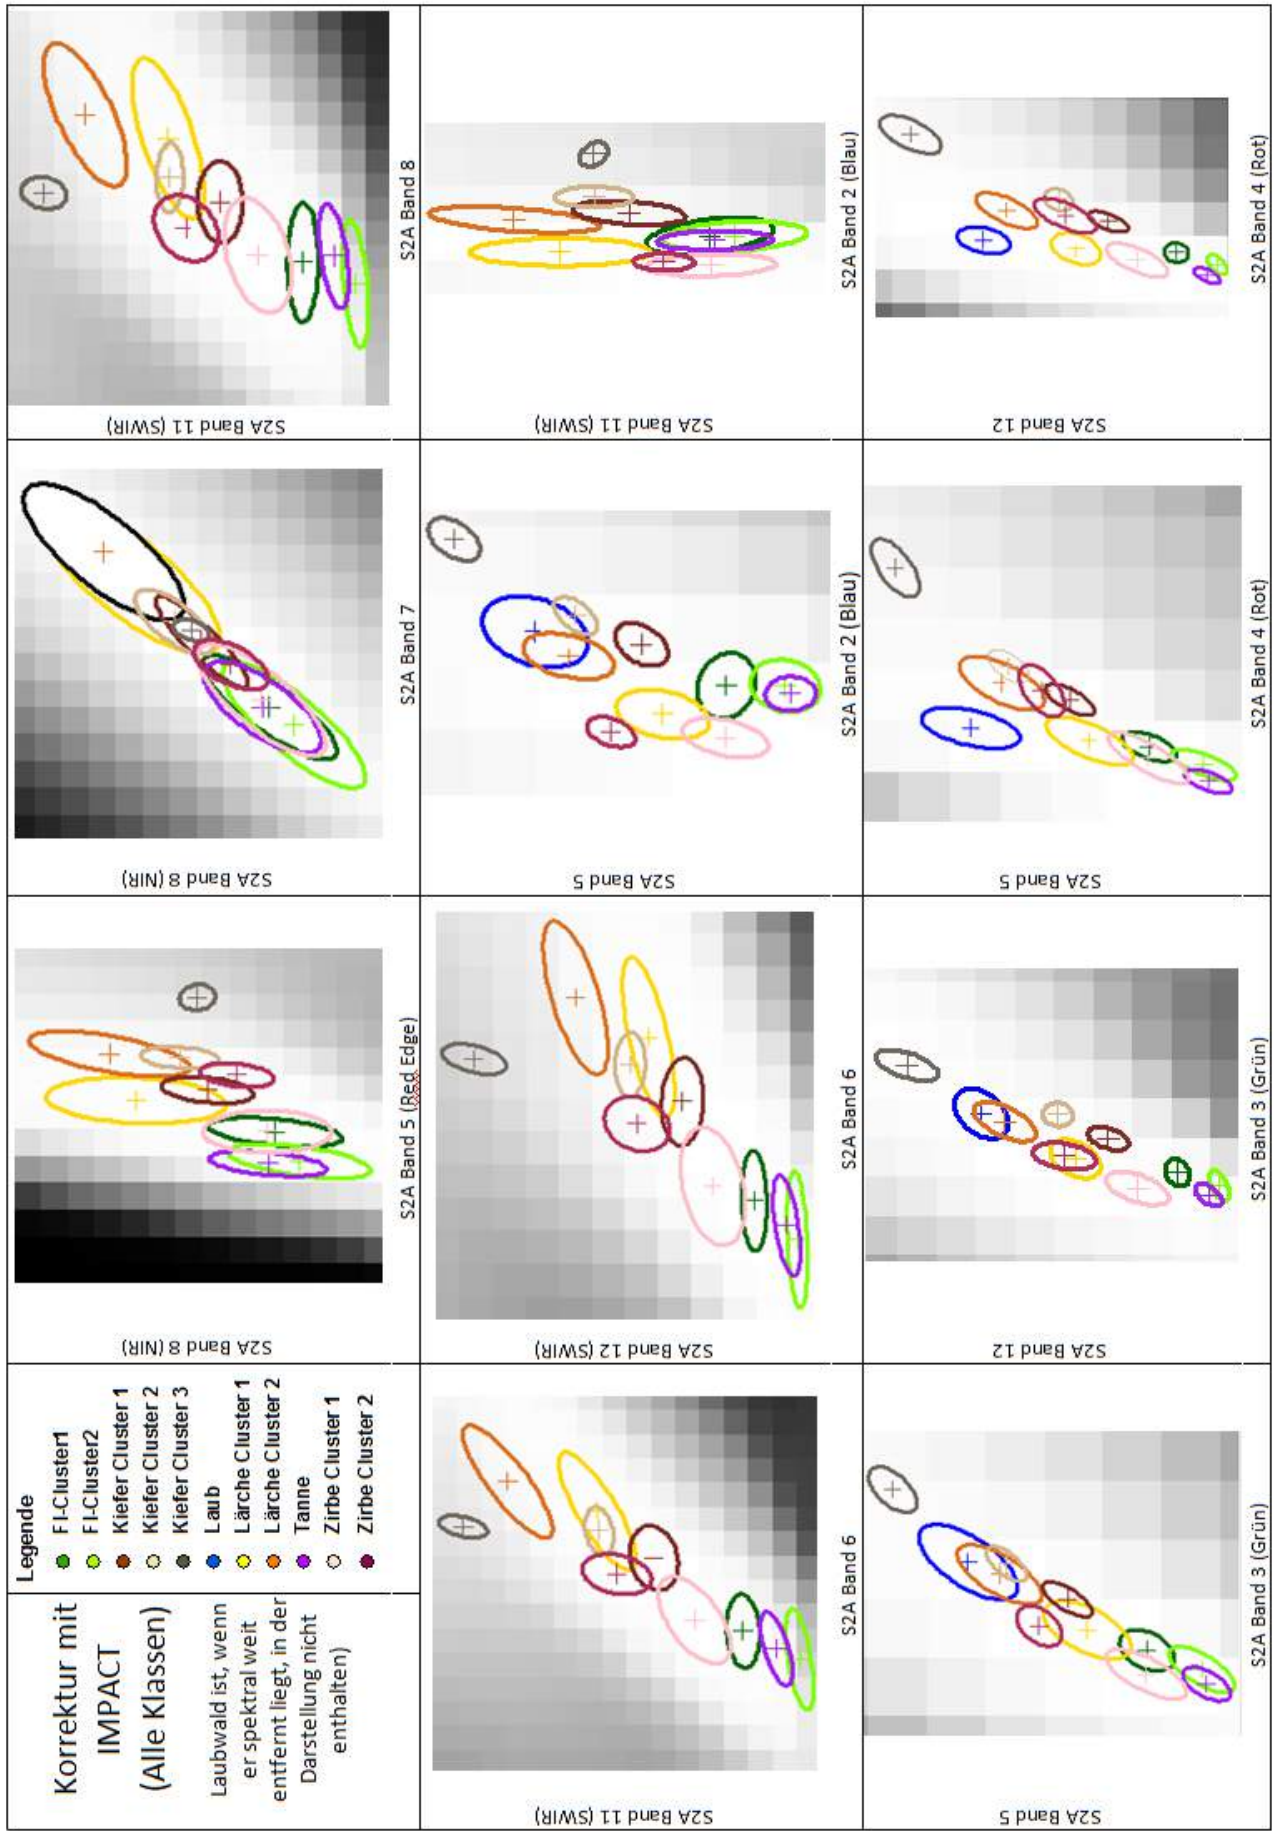 Korrektur mit
IMPACT
(Alle Klassen)
Laubwald ist, wenn
er spektral weit
entfernt liegt, in der
Darstellung nicht
enthalten)
Legende
FI-Cluster1
FI-Cluster2
Kiefer Cluster 1
Kiefer Cluster 2
Kiefer Cluster 3
Laub
Lärche Cluster 1
Lärche Cluster 2
Tanne
Zirbe Cluster 1
Zirbe Cluster 2
S2A Band 8 (NIR)
S2A Band 5 (Red Edge)
S2A Band 8 (NIR)
S2A Band 7
S2A Band 11 (SWIR)
S2A Band 8
S2A Band 11 (SWIR)
S2A Band 6
S2A Band 12 (SWIR)
S2A Band 6
S2A Band 5
S2A Band 2 (Blau)
S2A Band 11 (SWIR)
S2A Band 2 (Blau)
S2A Band 5
S2A Band 3 (Grün)
S2A Band 12
S2A Band 3 (Grün)
S2A Band 5
S2A Band 4 (Rot)
S2A Band 12
S2A Band 4 (Rot)